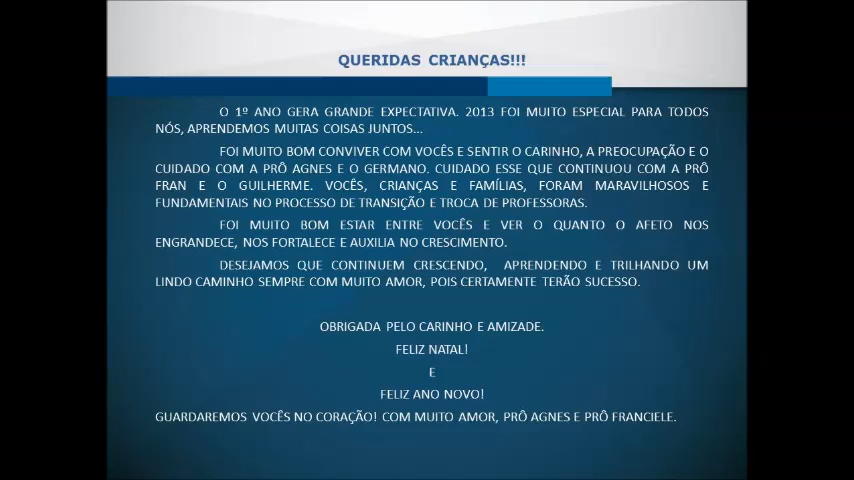 QUERIDAS CRIANÇAS!!!
O 1º ANO GERA GRANDE EXPECTATIVA. 2013 FOI MUITO ESPECIAL PARA TODOS
NÓS, APRENDEMOS MUITAS COISAS JUNTOS...
FOI MUITO BOM CONVIVER COM VOCÊS E SENTIR O CARINHO, A PREOCUPAÇÃO E O
CUIDADO COM A PRÔ AGNES E O GERMANO. CUIDADO ESSE QUE CONTINUOU COM A PRÔ
FRAN E O GUILHERME. VOCÊS, CRIANÇAS E FAMÍLIAS, FORAM MARAVILHOSOS E
FUNDAMENTAIS NO PROCESSO DE TRANSIÇÃO E TROCA DE PROFESSORAS.
FOI MUITO BOM ESTAR ENTRE VOCÊS E VER O QUANTO O AFETO NOS
ENGRANDECE, NOS FORTALECE E AUXILIA NO CRESCIMENTO.
DESEJAMOS QUE CONTINUEM CRESCENDO, APRENDENDO E TRILHANDO UM
LINDO CAMINHO SEMPRE COM MUITO AMOR, POIS CERTAMENTE TERÃO SUCESSO.
OBRIGADA PELO CARINHO E AMIZADE.
FELIZ NATAL!
E
FELIZ ANO NOVO!
GUARDAREMOS VOCÊS NO CORAÇÃO! COM MUITO AMOR, PRÔ AGNES E PRÔ FRANCIELE.